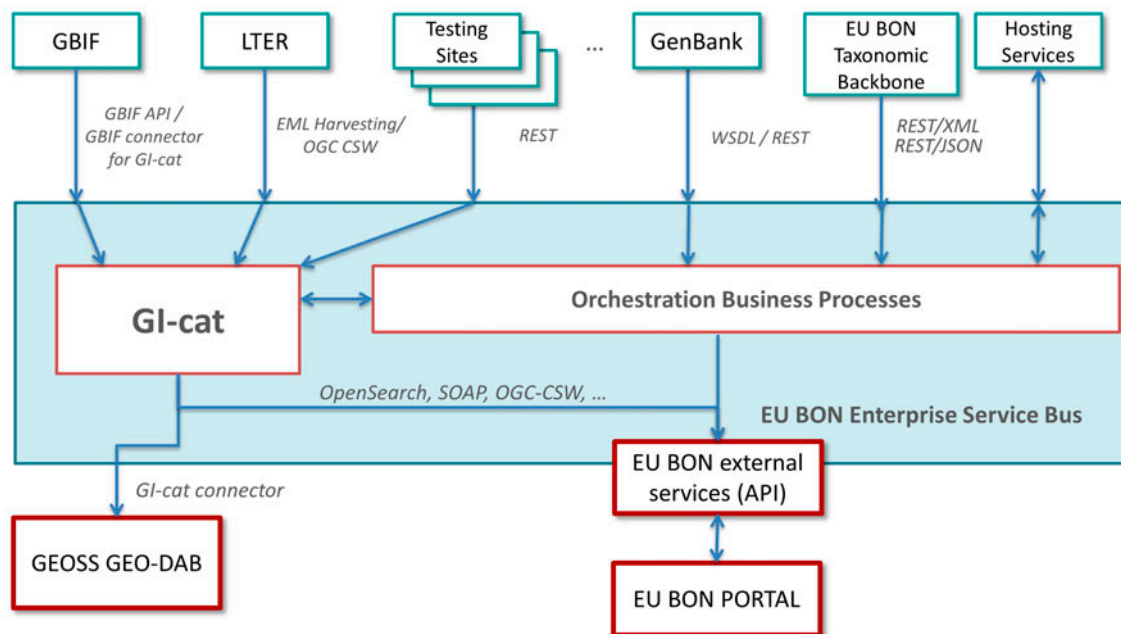 GBIF
LTER
Testing
Sites
...
GenBank
EU BON
Taxonomic
Backbone
Hosting
Services
GBIF API /
GBIF connector
for GI-cat
EML Harvesting/
OGC CSW
REST
WSDL / REST
REST/XML
REST/JSON
GI-cat
Orchestration Business Processes
OpenSearch, SOAP, OGC-CSW, ...
EU BON Enterprise Service Bus
EU BON external
services (API)
GI-cat connector
GEOSS GEO-DAB
EU BON PORTAL